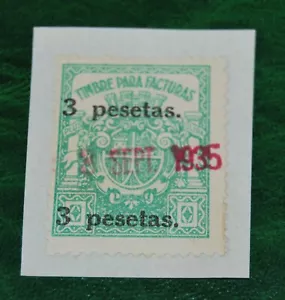 TIMBRE PARA FACTURAS
3 pesetas.
SEPT 1935
3 pesetas.